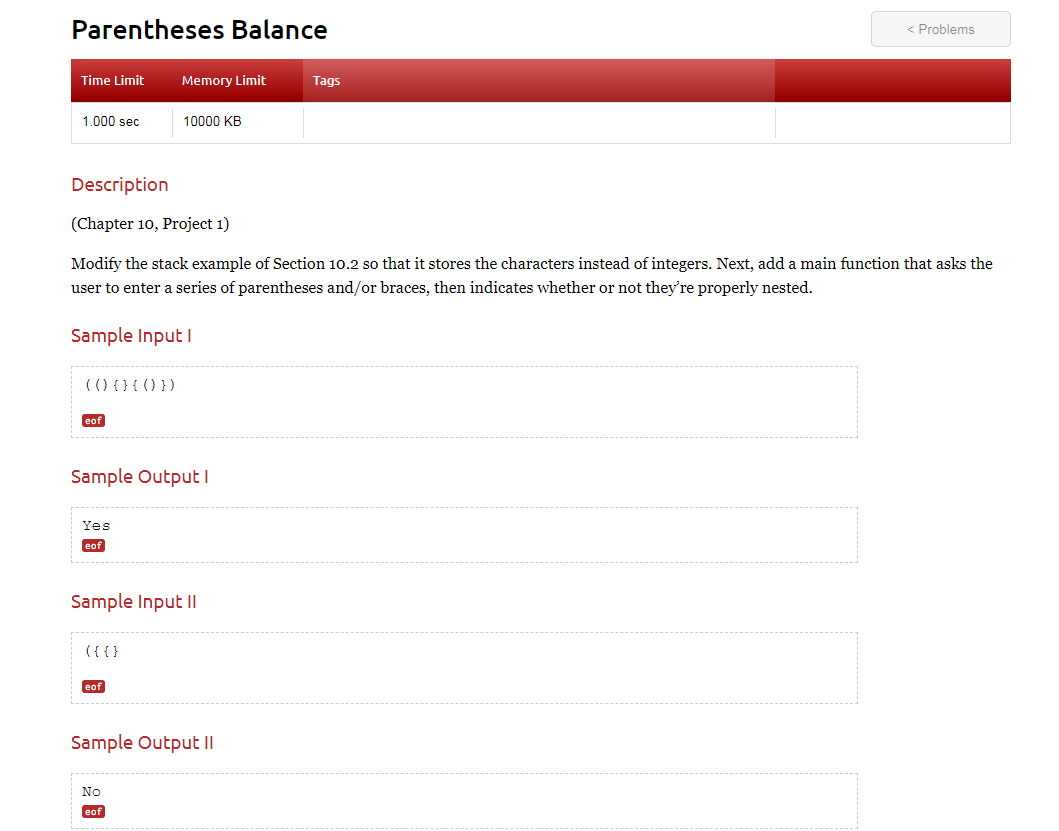 Parentheses Balance
< Problems
Time Limit Memory Limit Tags
1.000 sec 10000 KB
Description
(Chapter 10, Project 1)
Modify the stack example of Section 10.2 so that it stores the characters instead of integers. Next, add a main function that asks the
user to enter a series of parentheses and/or braces, then indicates whether or not they’re properly nested.
Sample Input I
((){}{()})
eof
Sample Output I
Yes
eof
Sample Input II
({{}
eof
Sample Output II
No
eof